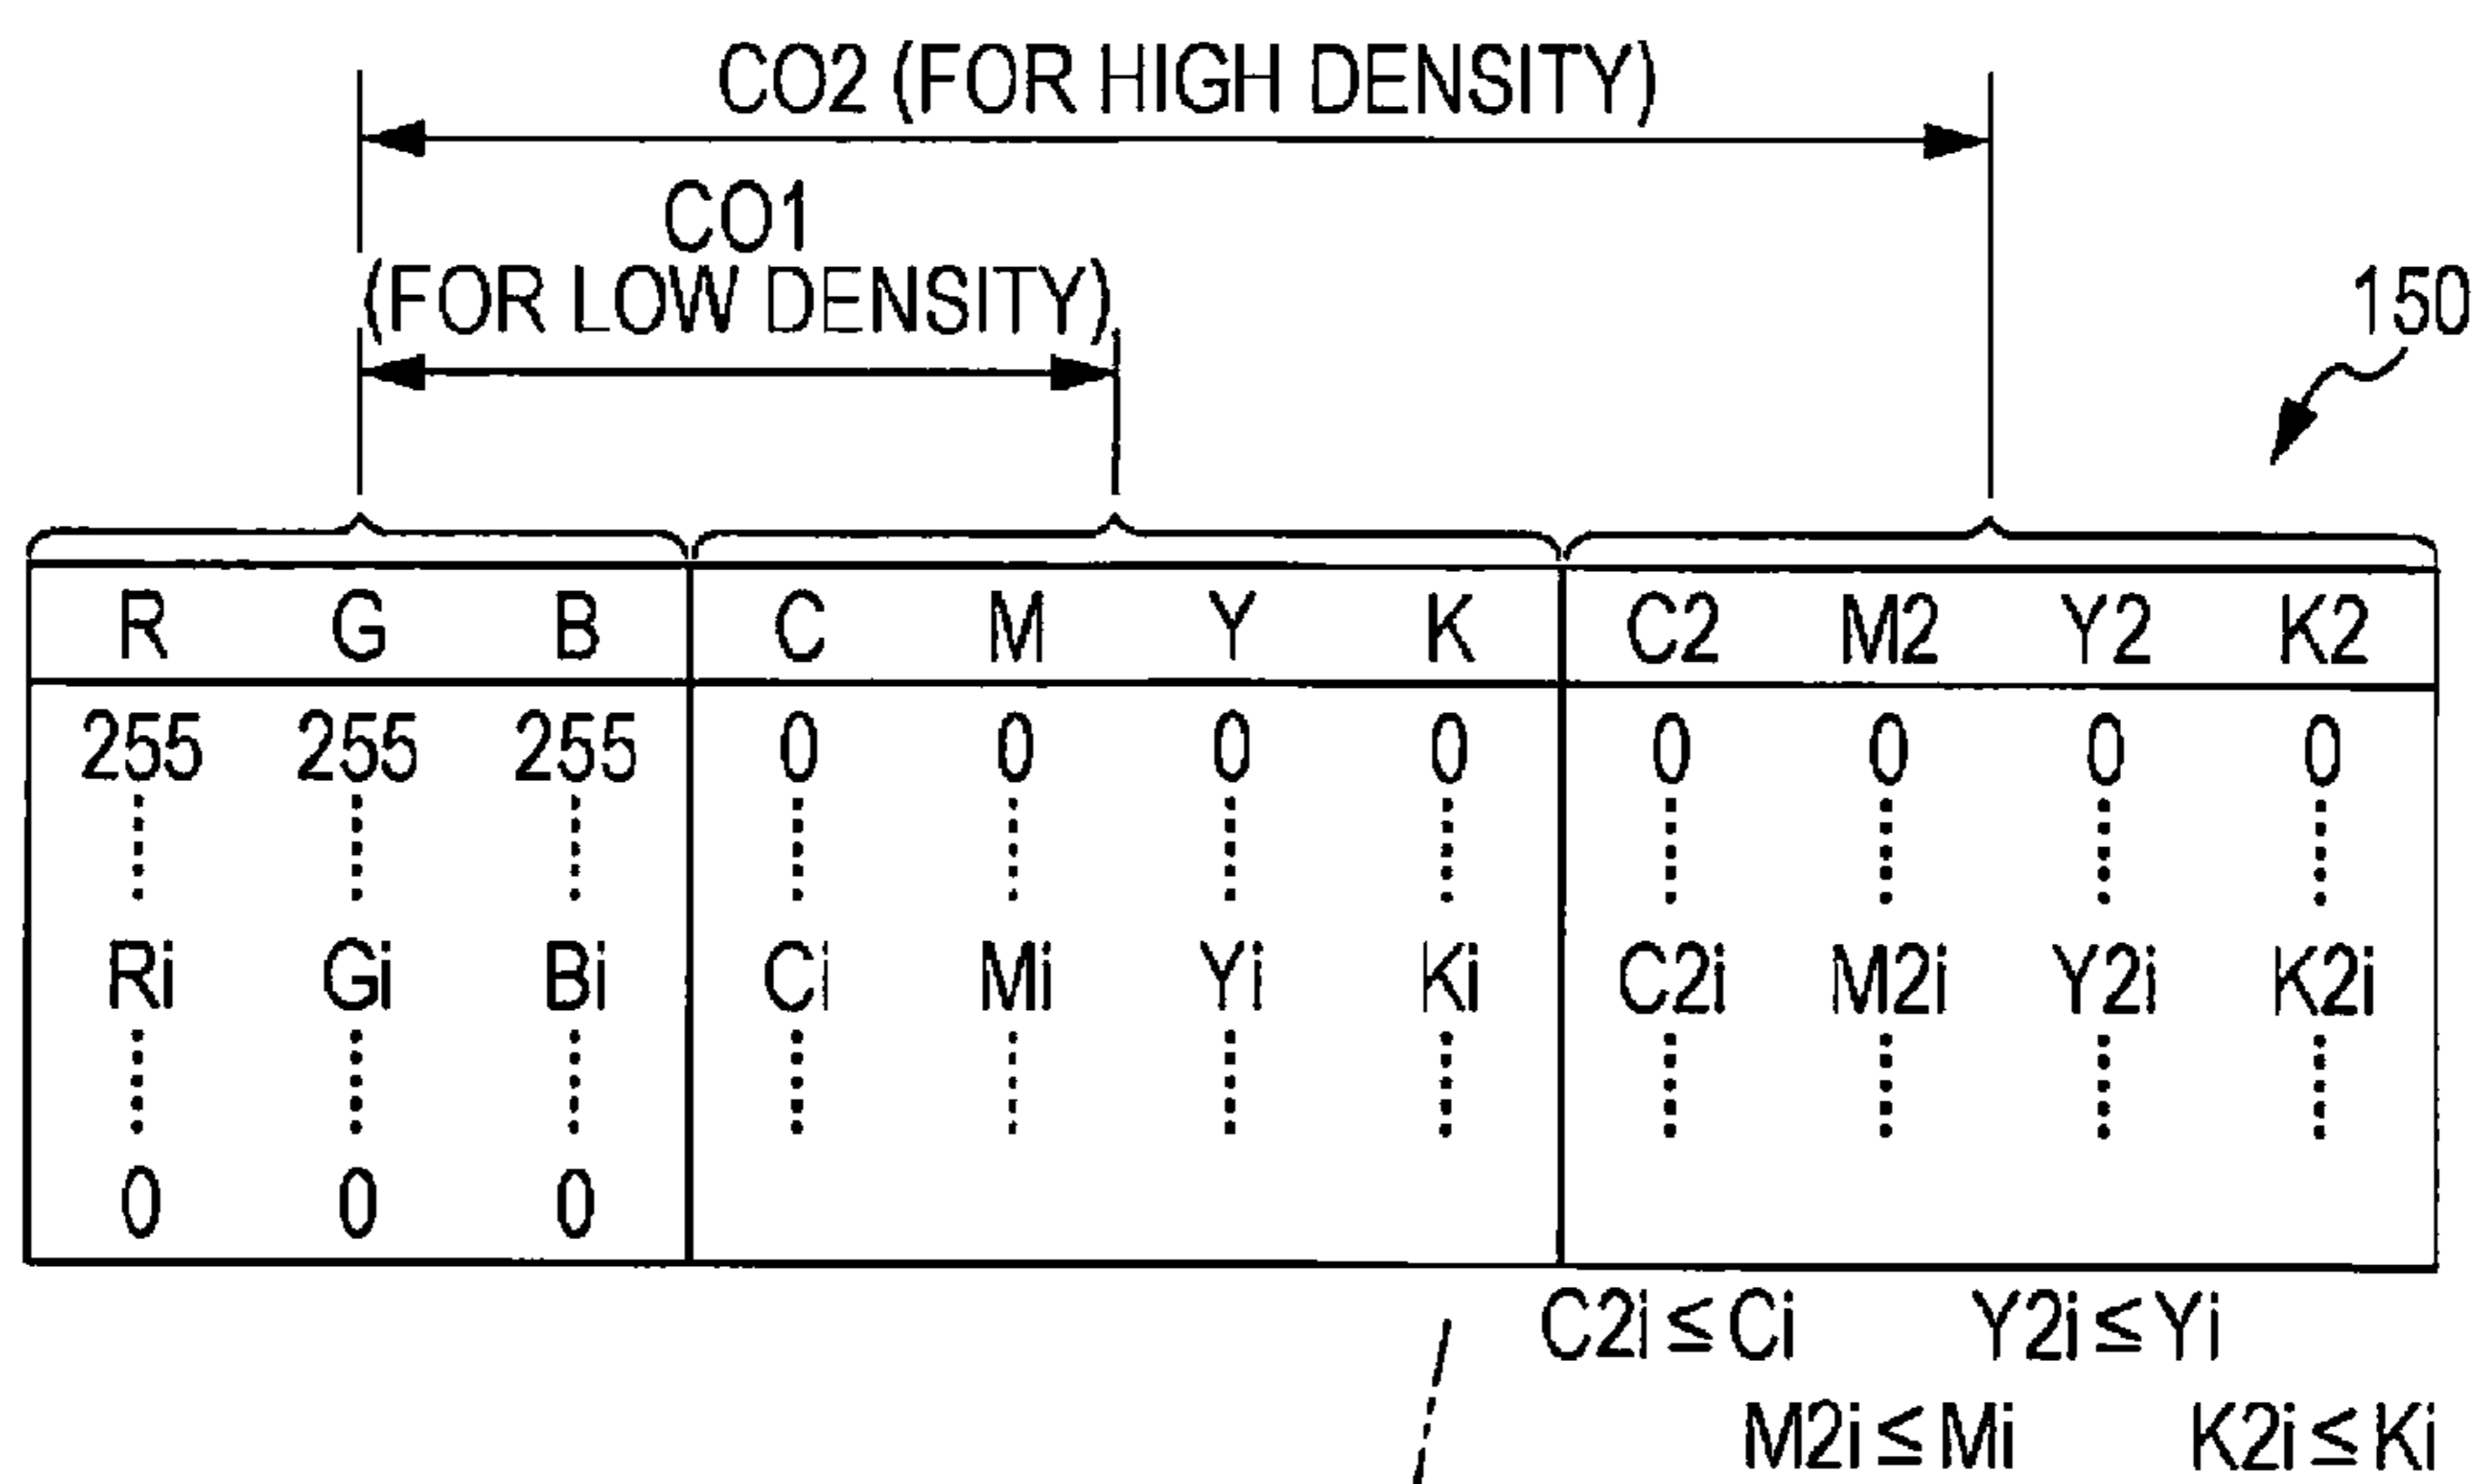 CO2 (FOR HIGH DENSITY)
CO1
(FOR LOW DENSITY)
150
R G B C M Y K C2 M2 Y2 K2
255 255 255 0 0 0 0 0 0 0 0
Ri Gi Bi Ci Mi Yi Ki C2i M2i Y2i K2i
0 0 0
C2i≦Ci Y2i≦Yi
M2i≦Mi K2i≦Ki